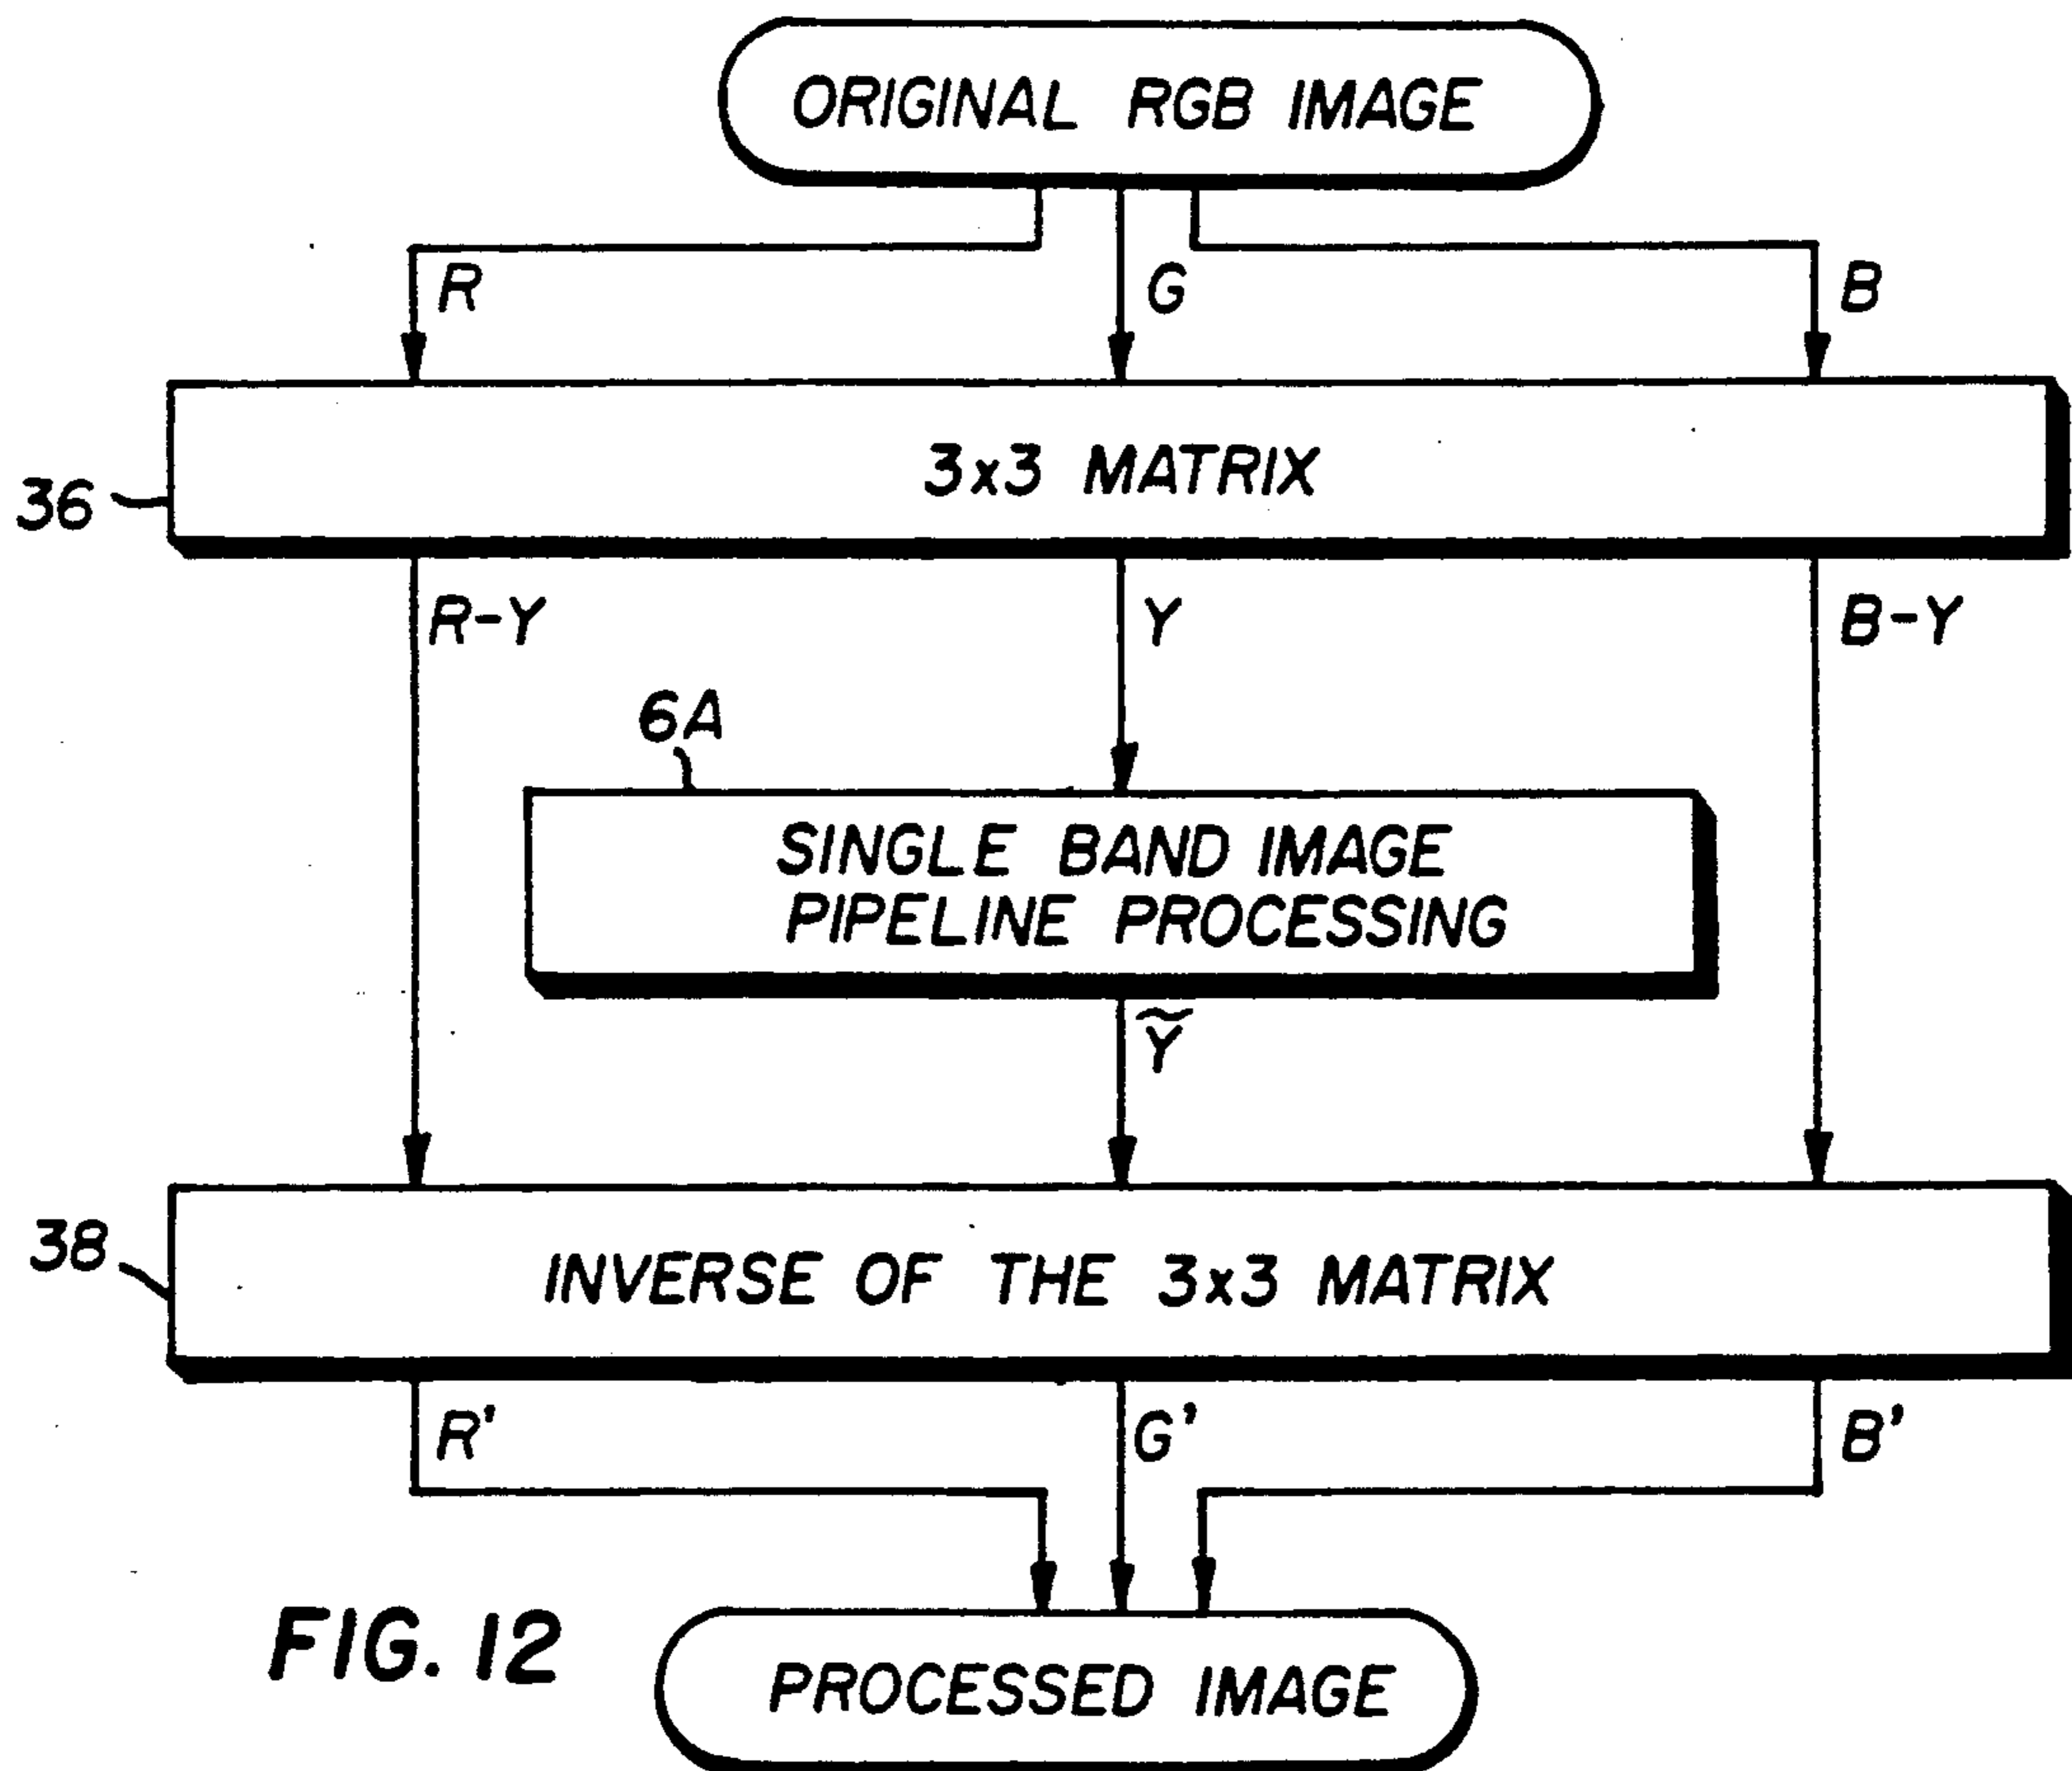 ORIGINAL RGB IMAGE
R
G
B
3x3 MATRIX
36
R-Y
Y
B-Y
6A
SINGLE BAND IMAGE
PIPELINE PROCESSING
Ỹ
38
INVERSE OF THE 3x3 MATRIX
R'
G'
B'
FIG. 12
PROCESSED IMAGE